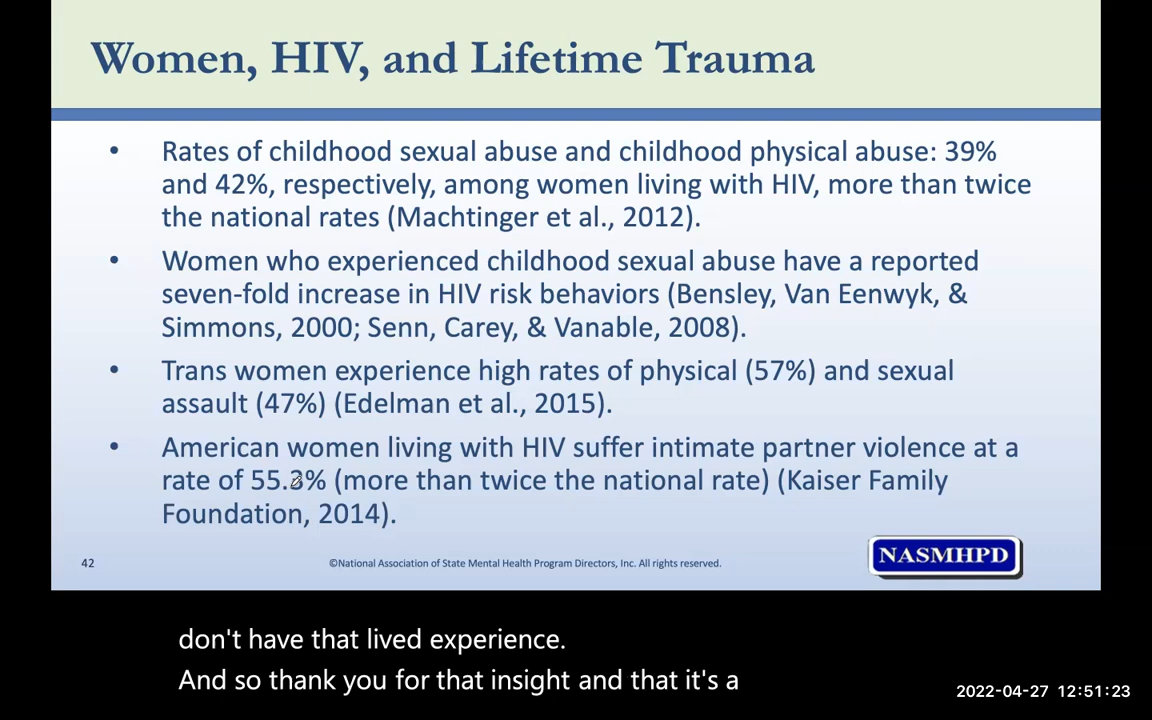 Women, HIV, and Lifetime Trauma
• Rates of childhood sexual abuse and childhood physical abuse: 39%
and 42%, respectively, among women living with HIV, more than twice
the national rates (Machtinger et al., 2012).
• Women who experienced childhood sexual abuse have a reported
seven-fold increase in HIV risk behaviors (Bensley, Van Eenwyk, &
Simmons, 2000; Senn, Carey, & Vanable, 2008).
• Trans women experience high rates of physical (57%) and sexual
assault (47%) (Edelman et al., 2015).
• American women living with HIV suffer intimate partner violence at a
rate of 55.3% (more than twice the national rate) (Kaiser Family
Foundation, 2014).
42
©National Association of State Mental Health Program Directors, Inc. All rights reserved.
NASMHPD
don't have that lived experience.
And so thank you for that insight and that it's a
2022-04-27 12:51:23